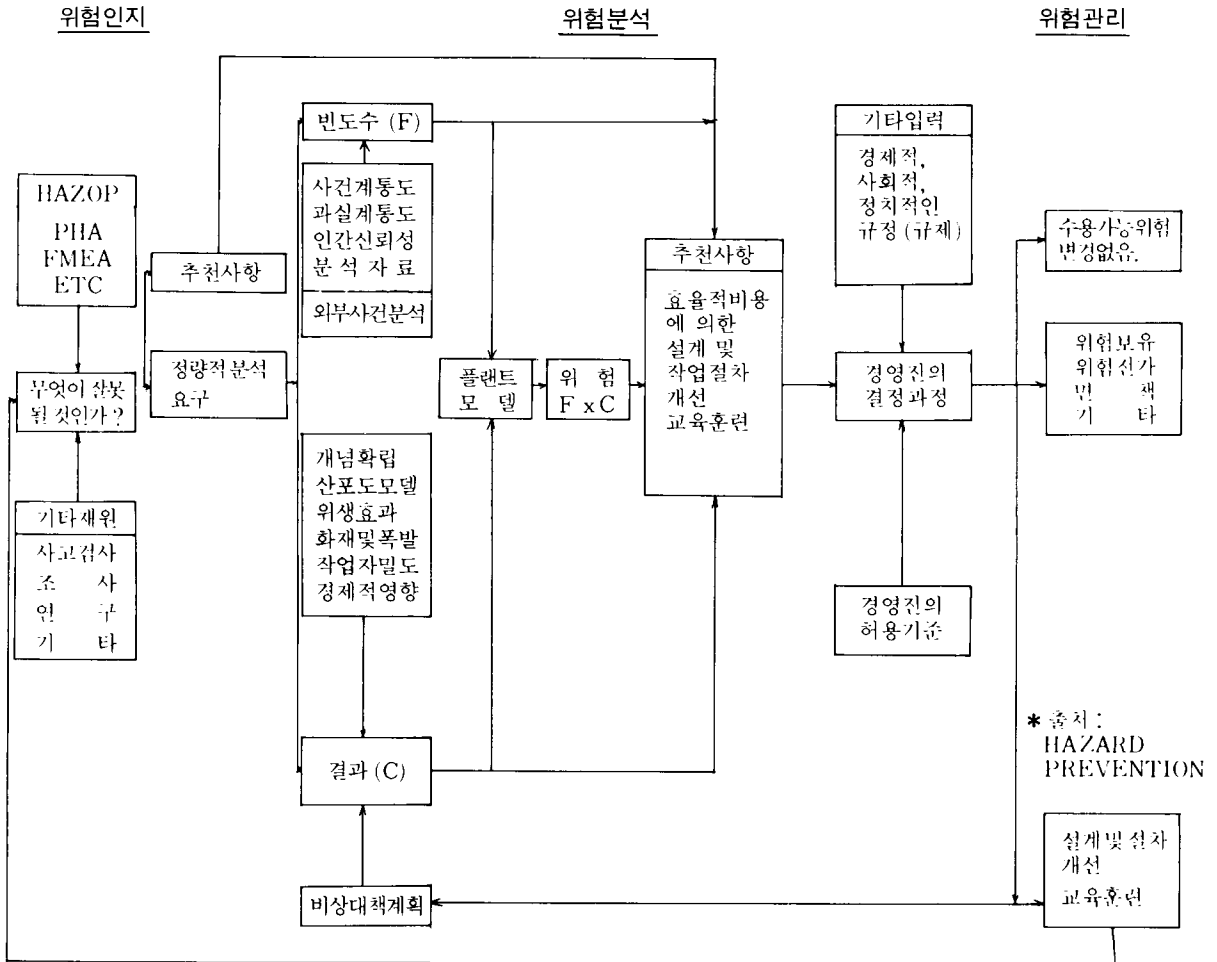 위험인지
위험분석
위험관리
HAZOP
PHA
FMEA
ETC
무엇이 잘못
될 것인가?
기타재원
사고검사
조 사
연 구
기 타
추천사항
정량적분석
요구
빈도수 (F)
사건계통도
과실계통도
인간신뢰성
분석자료
외부사건분석
개념확립
산포도모델
위생효과
화재및폭발
작업자밀도
경제적영향
결과 (C)
비상대책계획
플랜트
모 델
위 험
F x C
추천사항
효율적비용
에 의한
설계 및
작업절차
개선
교육훈련
기타입력
경제적,
사회적,
정치적인
규정 (규제)
경영진의
결정과정
경영진의
허용기준
수용가능위험
변경없음.
위험보유
위험전가
면 책
기 타
* 출처 :
HAZARD
PREVENTION
설계및절차
개선
교육훈련